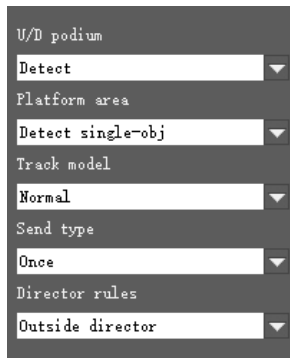 U/D podium
Detect
Platform area
Detect single-obj
Track model
Normal
Send type
Once
Director rules
Outside director